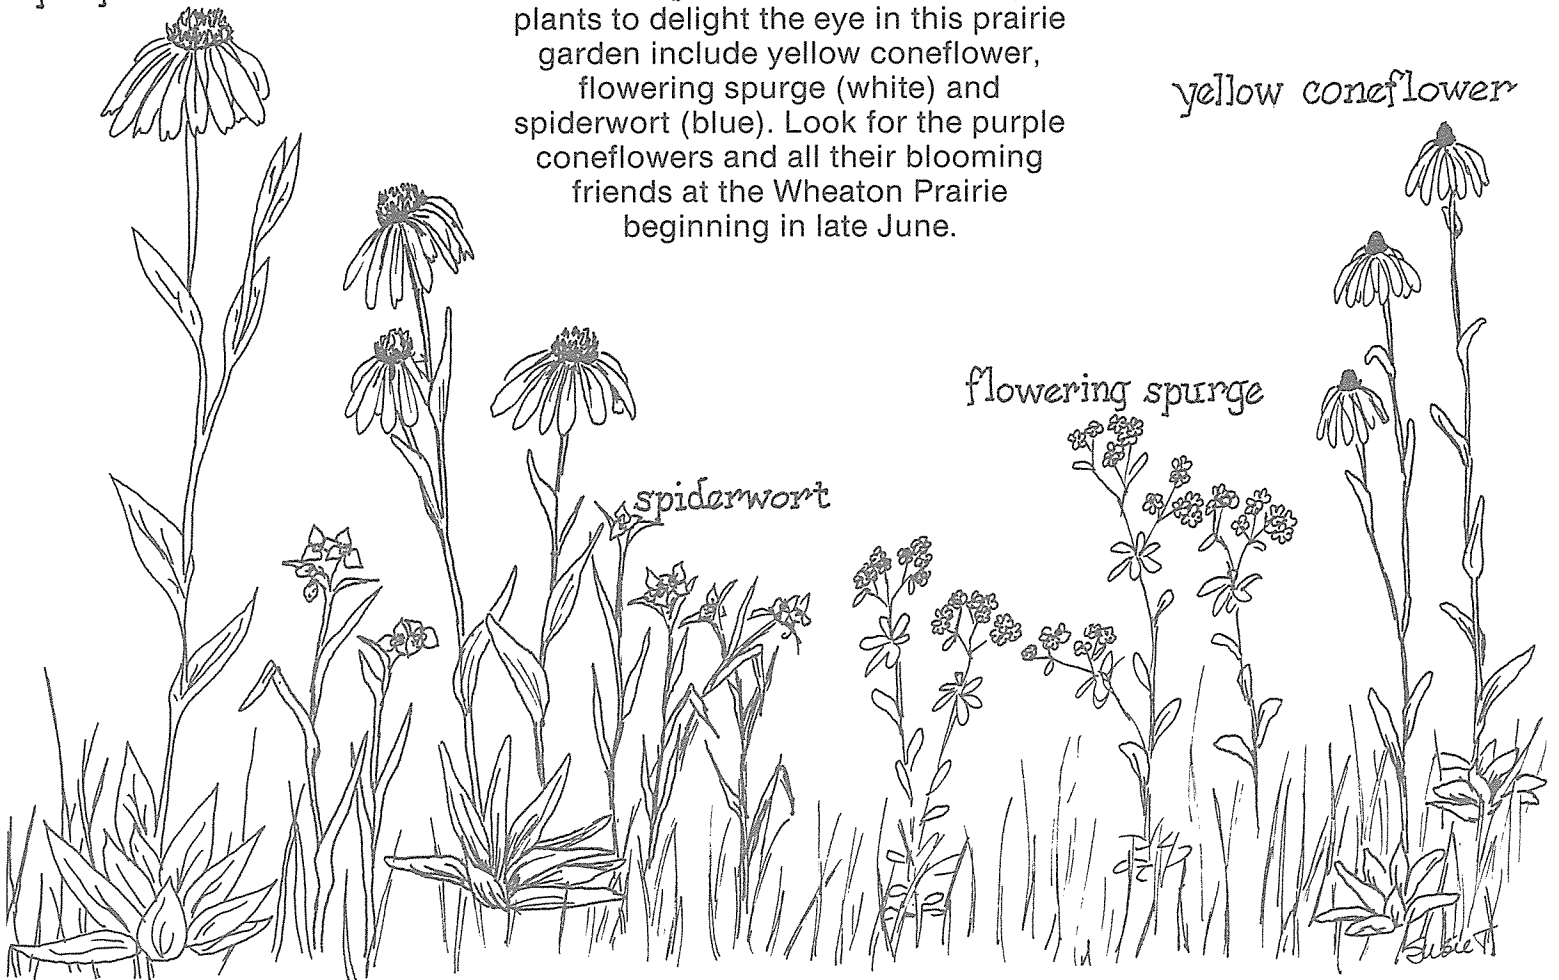 plants to delight the eye in this prairie
garden include yellow coneflower,
flowering spurge (white) and
spiderwort (blue). Look for the purple
coneflowers and all their blooming
friends at the Wheaton Prairie
beginning in late June.
yellow coneflower
flowering spurge
spiderwort
Susie H